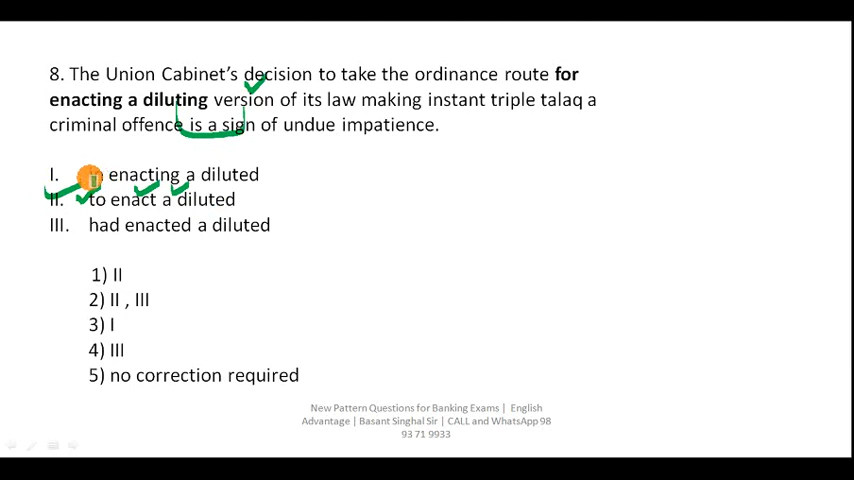 8. The Union Cabinet's decision to take the ordinance route for
enacting a diluting version of its law making instant triple talaq a
criminal offence is a sign of undue impatience.
I. enacting a diluted
II. to enact a diluted
III. had enacted a diluted
1) II
2) II , III
3) I
4) III
5) no correction required
New Pattern Questions for Banking Exams | English
Advantage | Basant Singhal Sir | CALL and WhatsApp 98
93 71 9933